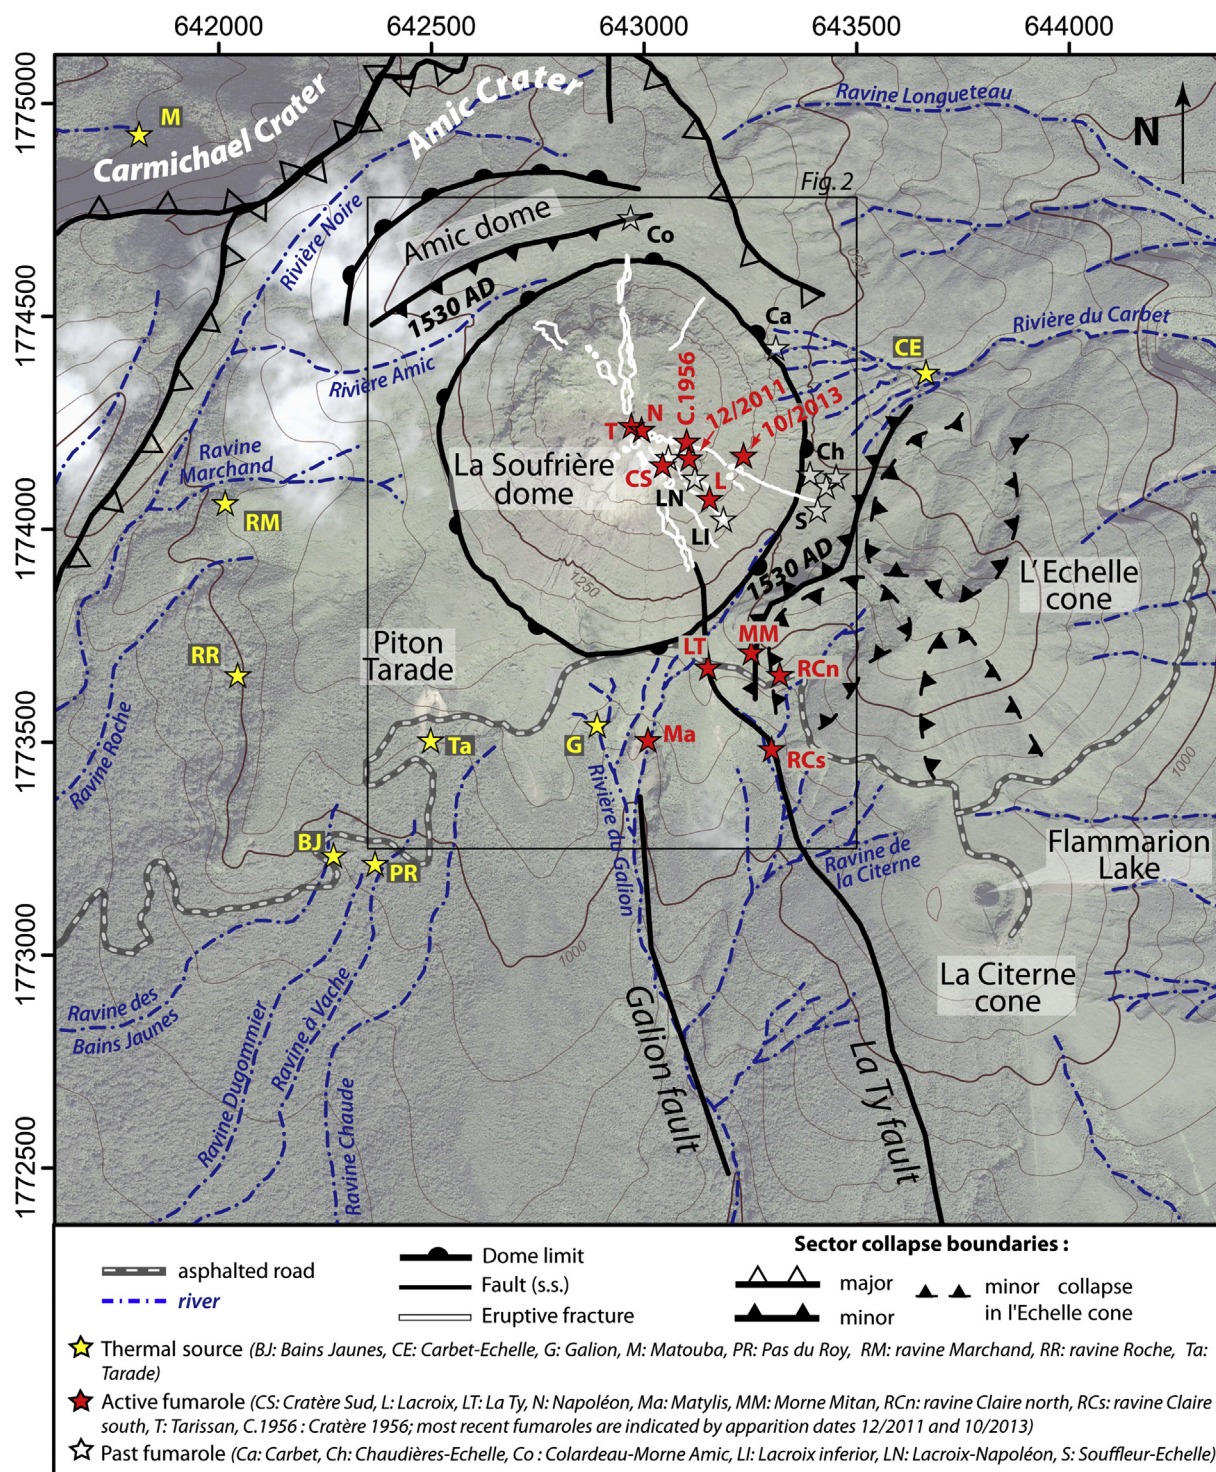 642000 642500 643000 643500 644000
1775000
1774500
1774000
1773500
1773000
1772500
M
Carmichael Crater
Amic Crater
Ravine Longueteau
N
Fig. 2
Rivière Noire
Amic dome
Co
1530 AD
Ca
Rivière du Carbet
CE
Rivière Amic
C.1956
12/2011
10/2013
N
T
Ravine
Marchand
La Soufrière
dome
CS
LN
L
Ch
S
LI
RM
1530 AD
L'Echelle
cone
1250
Piton
Tarade
RR
LT
MM
RCn
Ravine Roche
Ta
G
Ma
RCs
1000
Rivière du Galion
BJ
PR
Ravine de
la Citerne
Flammarion
Lake
1000
La Citerne
cone
Ravine des
Bains Jaunes
Ravine Dugommier
Ravine à Vache
Ravine Chaude
Galion fault
La Ty fault
asphalted road
river
Dome limit
Fault (s.s.)
Eruptive fracture
Sector collapse boundaries :
major
minor
minor collapse
in l'Echelle cone
Thermal source (BJ: Bains Jaunes, CE: Carbet-Echelle, G: Galion, M: Matouba, PR: Pas du Roy, RM: ravine Marchand, RR: ravine Roche, Ta:
Tarade)
Active fumarole (CS: Cratère Sud, L: Lacroix, LT: La Ty, N: Napoléon, Ma: Matylis, MM: Morne Mitan, RCn: ravine Claire north, RCs: ravine Claire
south, T: Tarissan, C.1956 : Cratère 1956; most recent fumaroles are indicated by apparition dates 12/2011 and 10/2013)
Past fumarole (Ca: Carbet, Ch: Chaudières-Echelle, Co : Colardeau-Morne Amic, LI: Lacroix inferior, LN: Lacroix-Napoléon, S: Souffleur-Echelle)